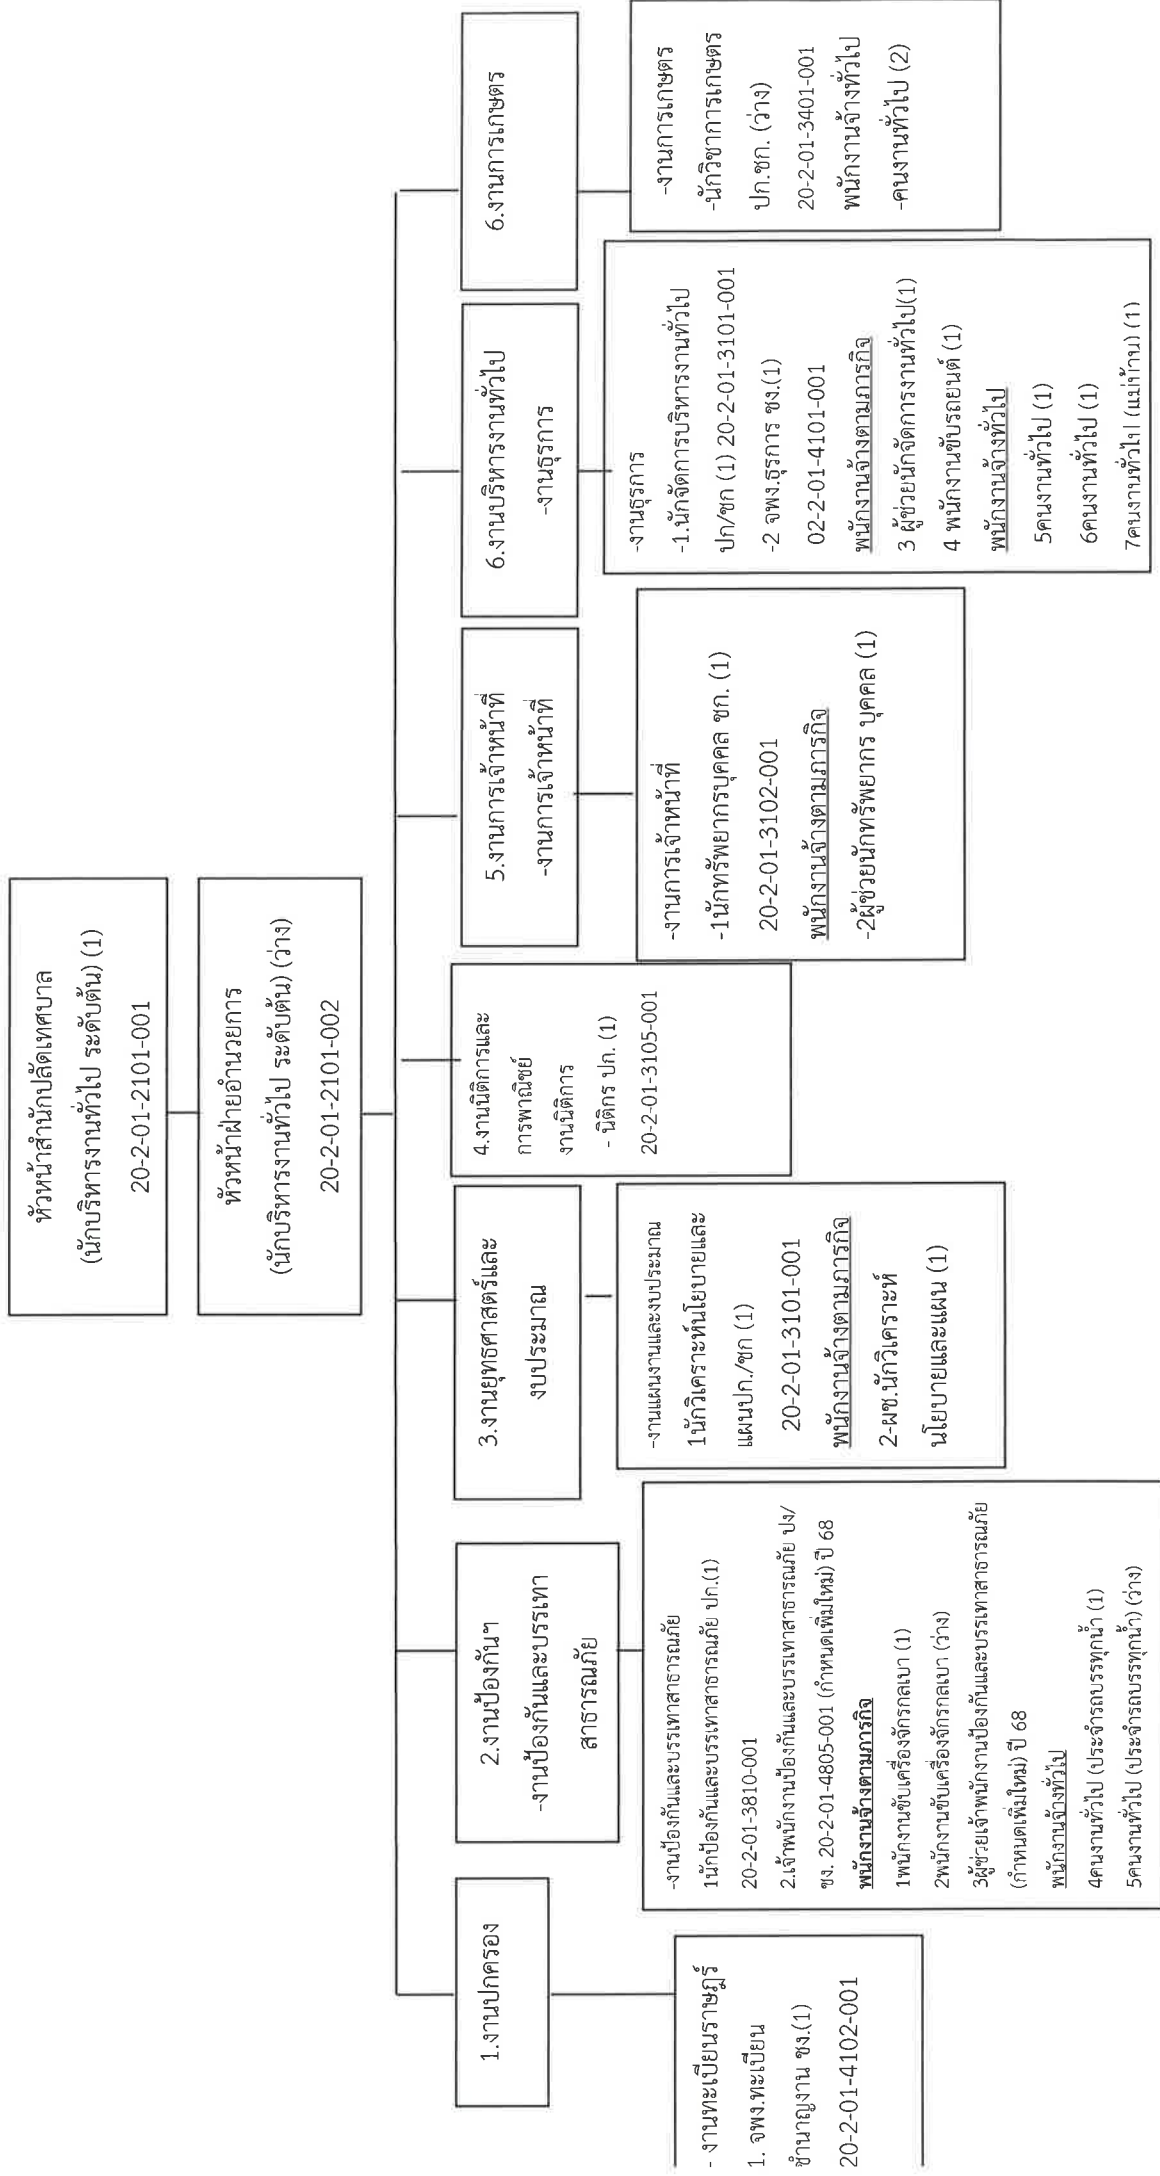 หัวหน้าสำนักปลัดเทศบาล
(นักบริหารงานทั่วไป ระดับต้น) (1)
20-2-01-2101-001
หัวหน้าฝ่ายอำนวยการ
(นักบริหารงานทั่วไป ระดับต้น) (ว่าง)
20-2-01-2101-002
1.งานปกครอง
2.งานป้องกันฯ
-งานป้องกันและบรรเทา
สาธารณภัย
3.งานยุทธศาสตร์และ
งบประมาณ
4.งานนิติการและ
การพาณิชย์
งานนิติการ
- นิติกร ปก. (1)
20-2-01-3105-001
5.งานการเจ้าหน้าที่
-งานการเจ้าหน้าที่
6.งานบริหารงานทั่วไป
-งานธุรการ
6.งานการเกษตร
- งานทะเบียนราษฎร์
1. จพง.ทะเบียน
ชำนาญงาน ชง.(1)
20-2-01-4102-001
-งานป้องกันและบรรเทาสาธารณภัย
1นักป้องกันและบรรเทาสาธารณภัย ปก.(1)
20-2-01-3810-001
2.เจ้าพนักงานป้องกันและบรรเทาสาธารณภัย ปง/
ชง. 20-2-01-4805-001 (กำหนดเพิ่มใหม่) ปี 68
พนักงานจ้างตามภารกิจ
1พนักงานขับเครื่องจักรกลเบา (1)
2พนักงานขับเครื่องจักรกลเบา (ว่าง)
3ผู้ช่วยเจ้าพนักงานป้องกันและบรรเทาสาธารณภัย
(กำหนดเพิ่มใหม่) ปี 68
พนักงานจ้างทั่วไป
4คนงานทั่วไป (ประจำรถบรรทุกน้ำ (1)
5คนงานทั่วไป (ประจำรถบรรทุกน้ำ) (ว่าง)
-งานแผนงานและงบประมาณ
1นักวิเคราะห์นโยบายและ
แผนปก./ชก (1)
20-2-01-3101-001
พนักงานจ้างตามภารกิจ
2-ผช.นักวิเคราะห์
นโยบายและแผน (1)
-งานการเจ้าหน้าที่
-1นักทรัพยากรบุคคล ชก. (1)
20-2-01-3102-001
พนักงานจ้างตามภารกิจ
-2ผู้ช่วยนักทรัพยากร บุคคล (1)
-งานธุรการ
-1.นักจัดการบริหารงานทั่วไป
ปก/ชก (1) 20-2-01-3101-001
-2 จพง.ธุรการ ชง.(1)
02-2-01-4101-001
พนักงานจ้างตามภารกิจ
3 ผู้ช่วยนักจัดการงานทั่วไป(1)
4 พนักงานขับรถยนต์ (1)
พนักงานจ้างทั่วไป
5คนงานทั่วไป (1)
6คนงานทั่วไป (1)
7คนงานทั่วไป (แม่บ้าน) (1)
-งานการเกษตร
-นักวิชาการเกษตร
ปก.ชก. (ว่าง)
20-2-01-3401-001
พนักงานจ้างทั่วไป
-คนงานทั่วไป (2)